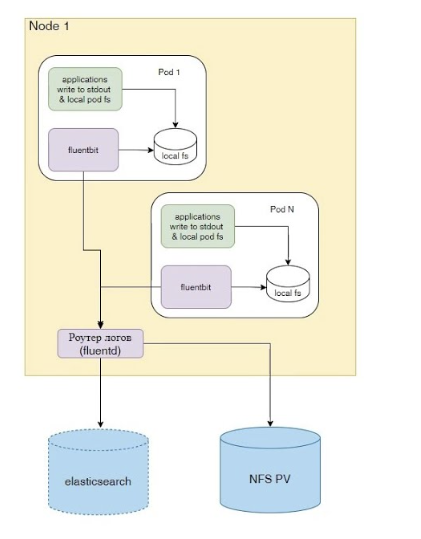 Node 1
Pod 1
applications
write to stdout
& local pod fs
fluentbit
local fs
Pod N
applications
write to stdout
& local pod fs
fluentbit
local fs
Роутер логов
(fluentd)
elasticsearch
NFS PV